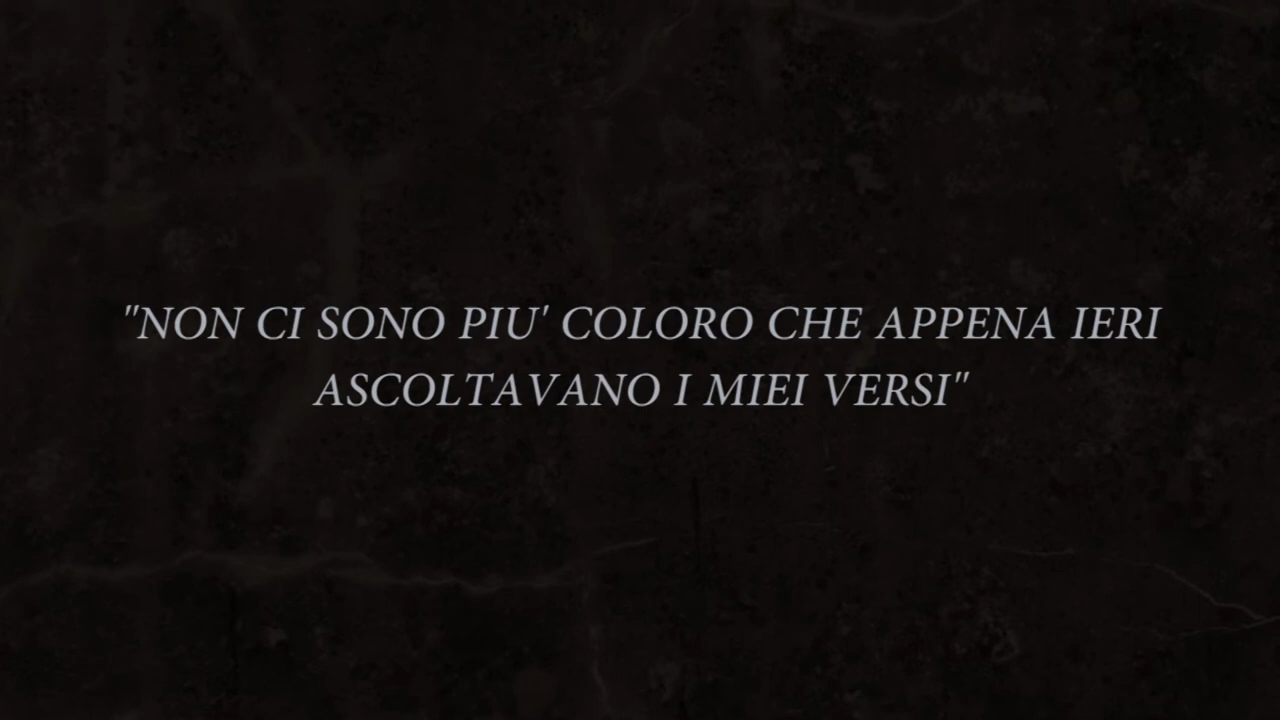 "NON CI SONO PIU' COLORO CHE APPENA IERI
ASCOLTAVANO I MIEI VERSI"